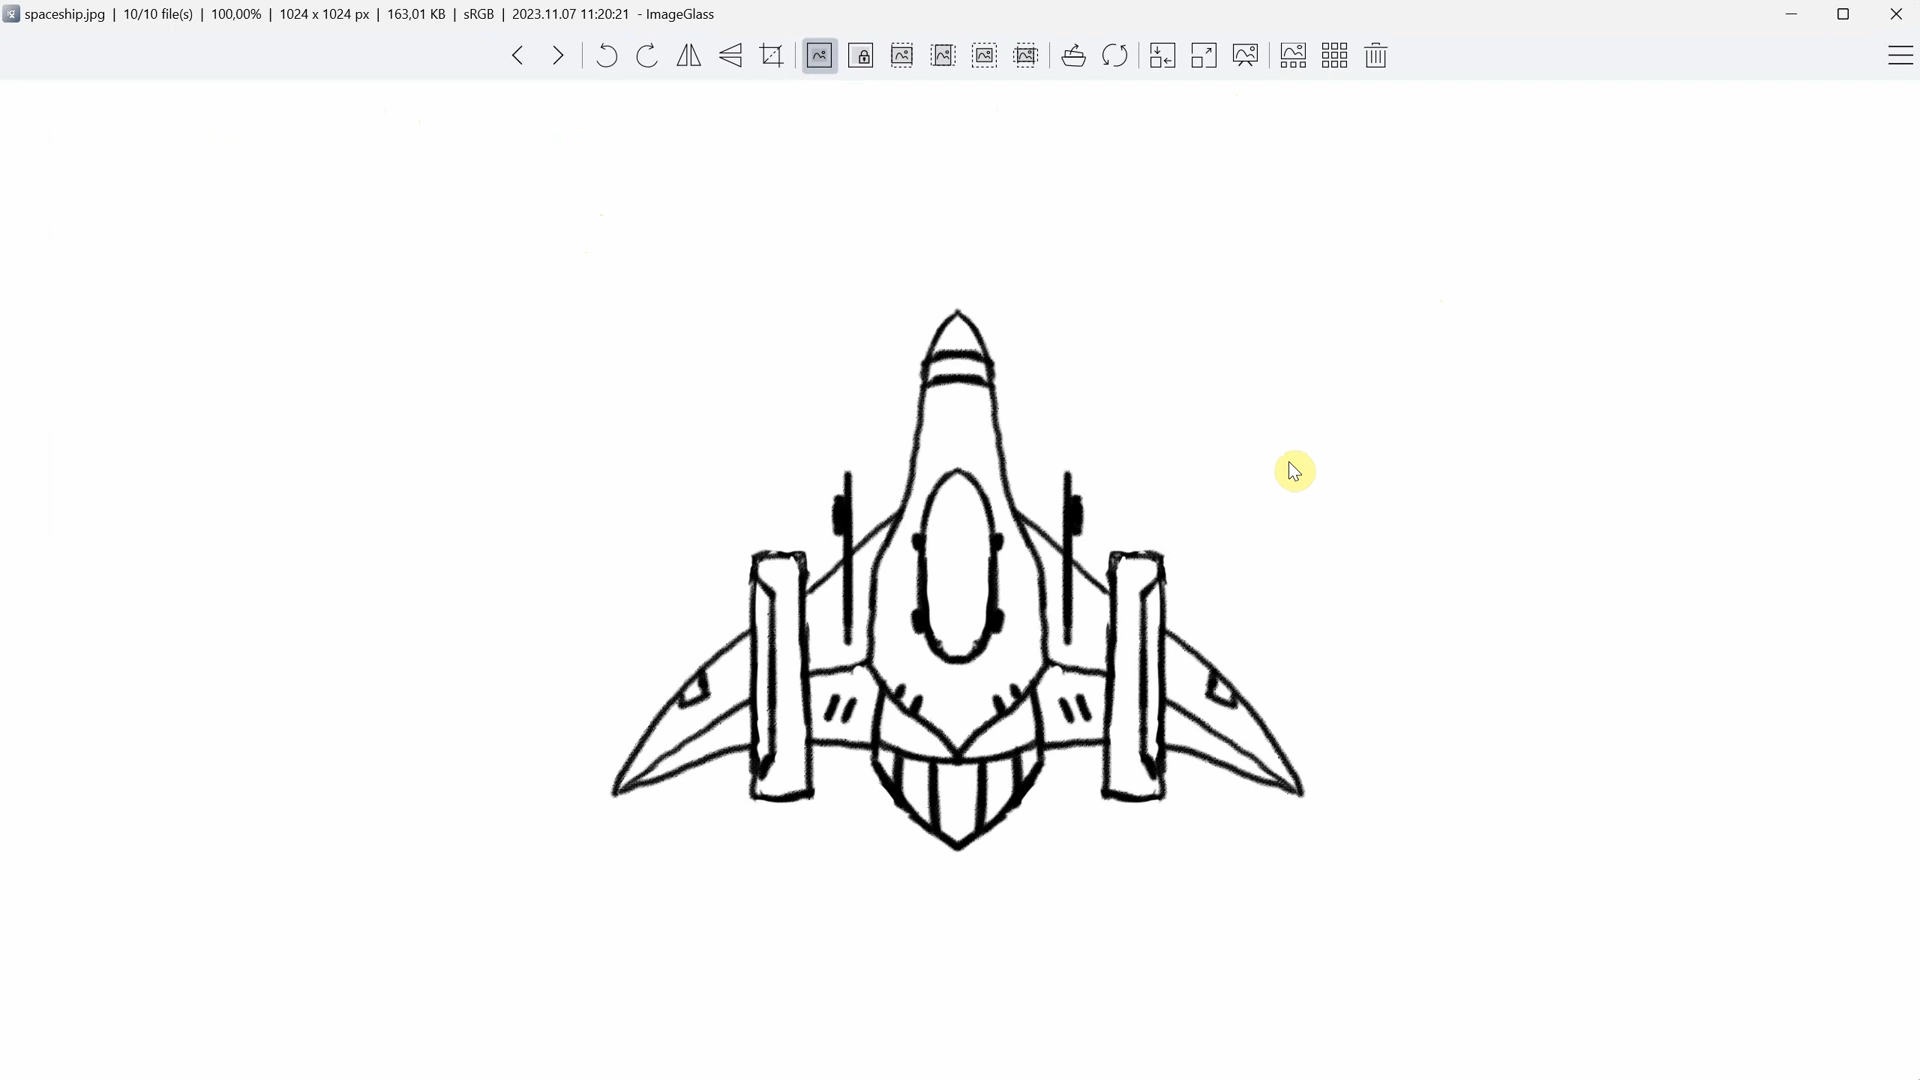 spaceship.jpg | 10/10 file(s) | 100,00% | 1024 x 1024 px | 163,01 KB | sRGB | 2023.11.07 11:20:21 - ImageGlass